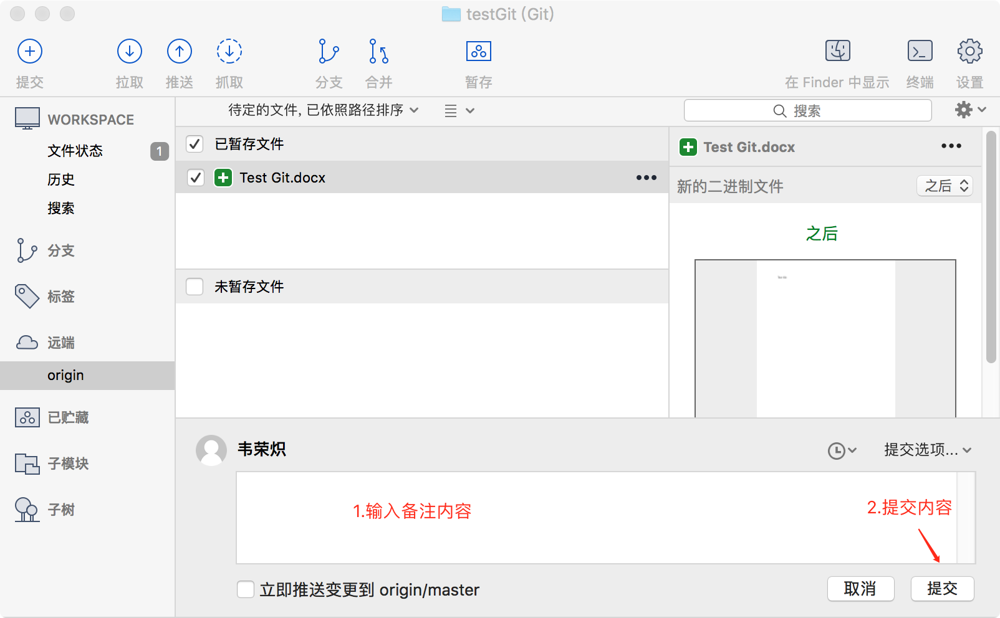 testGit (Git)
提交
拉取
推送
抓取
分支
合并
暂存
在 Finder 中显示
终端
设置
WORKSPACE
文件状态
1
历史
搜索
分支
标签
远端
origin
已贮藏
子模块
子树
待定的文件, 已依照路径排序
搜索
已暂存文件
Test Git.docx
未暂存文件
Test Git.docx
新的二进制文件
之后
之后
韦荣炽
提交选项...
1.输入备注内容
2.提交内容
立即推送变更到 origin/master
取消
提交